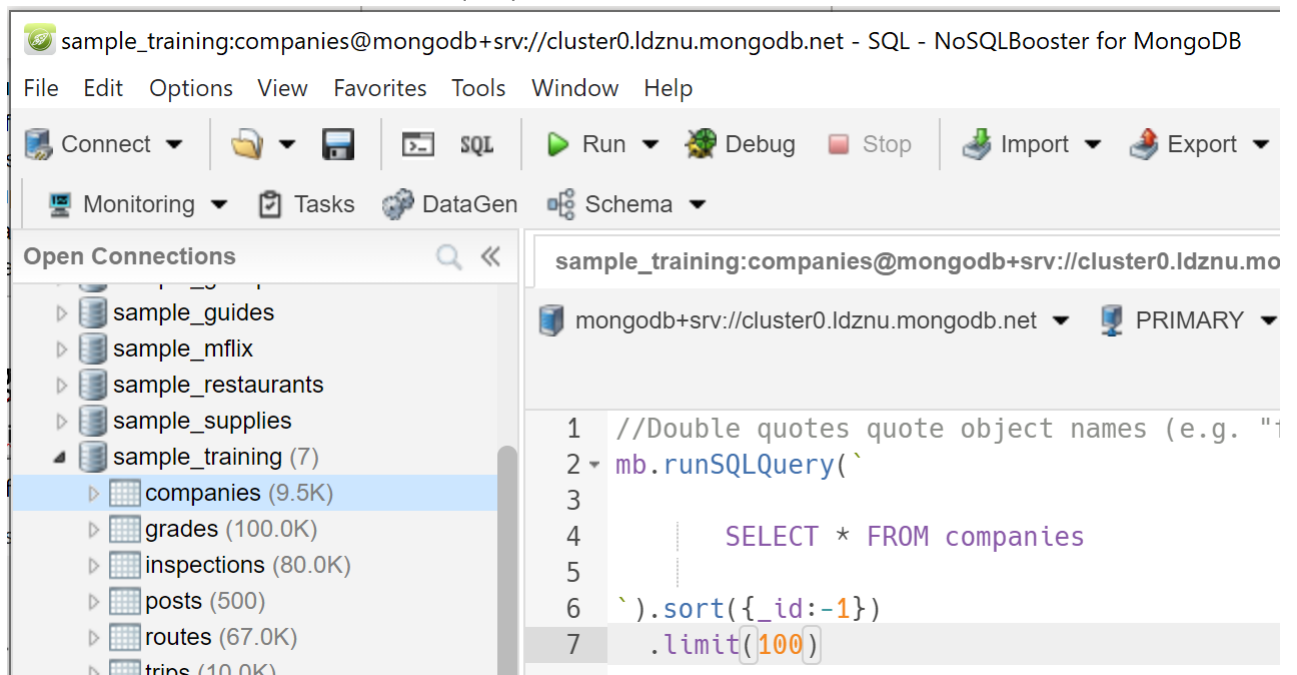 sample_training:companies@mongodb+srv://cluster0.ldznu.mongodb.net - SQL - NoSQLBooster for MongoDB
File Edit Options View Favorites Tools Window Help
Connect SQL Run Debug Stop Import Export
Monitoring Tasks DataGen Schema
Open Connections
sample_guides
sample_mflix
sample_restaurants
sample_supplies
sample_training (7)
companies (9.5K)
grades (100.0K)
inspections (80.0K)
posts (500)
routes (67.0K)
trips (10.0K)
sample_training:companies@mongodb+srv://cluster0.ldznu.mo
mongodb+srv://cluster0.ldznu.mongodb.net PRIMARY
1 //Double quotes quote object names (e.g. "f
2 mb.runSQLQuery(`
3
4 SELECT * FROM companies
5
6 `).sort({_id:-1})
7 .limit(100)